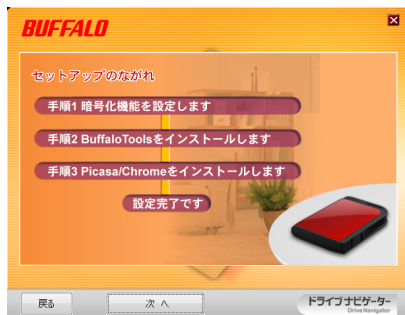 BUFFALO
セットアップのながれ
手順1 暗号化機能を設定します
手順2 BuffaloToolsをインストールします
手順3 Picasa/Chromeをインストールします
設定完了です
戻る
次 へ
ドライブナビゲーター
Drive Navigator